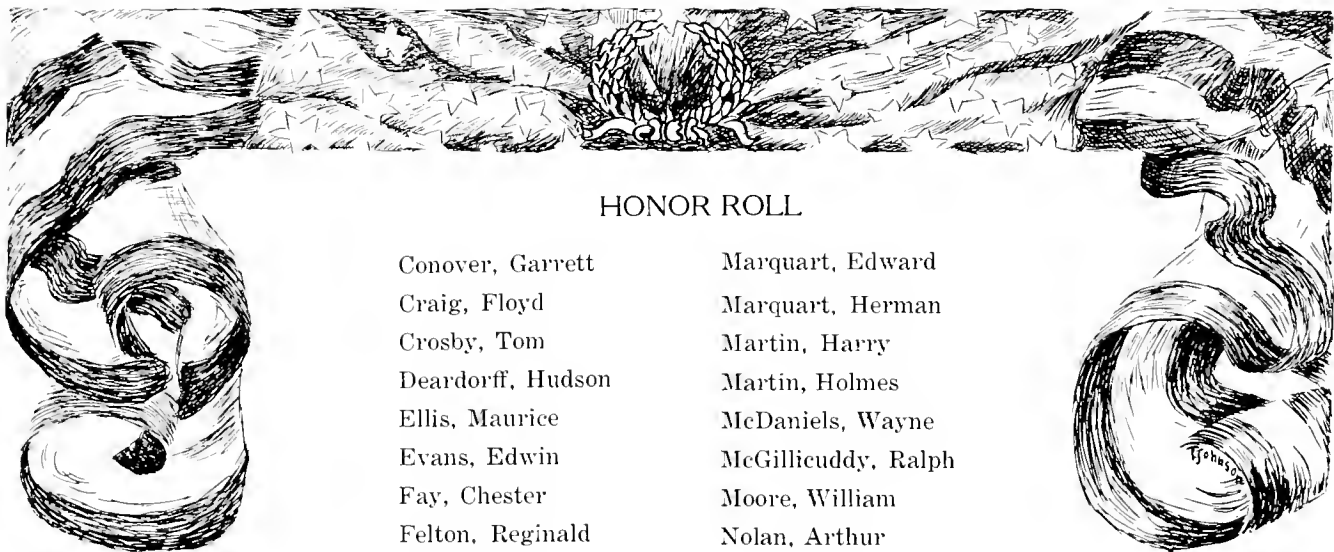 HONOR ROLL
Conover, Garrett
Craig, Floyd
Crosby, Tom
Deardorff, Hudson
Ellis, Maurice
Evans, Edwin
Fay, Chester
Felton, Reginald
Marquart, Edward
Marquart, Herman
Martin, Harry
Martin, Holmes
McDaniels, Wayne
McGillicuddy, Ralph
Moore, William
Nolan, Arthur
TJohnson